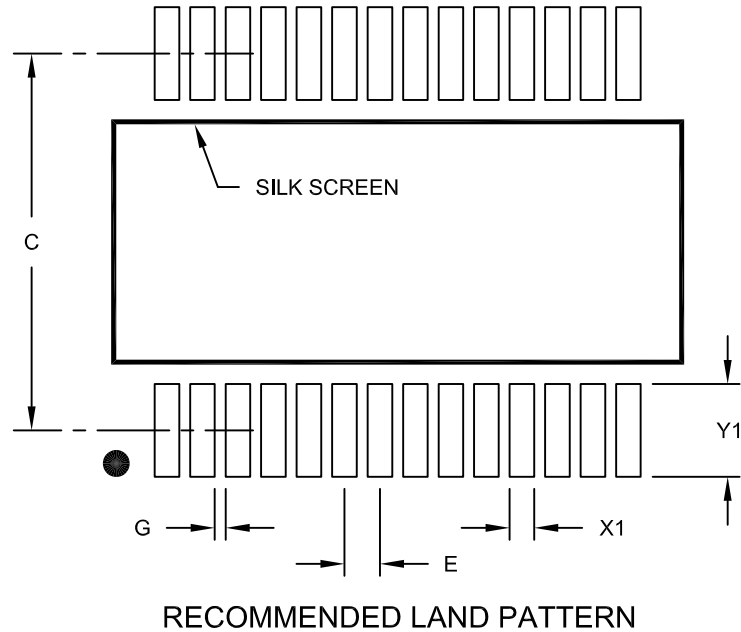 SILK SCREEN
C
Y1
G
X1
E
RECOMMENDED LAND PATTERN